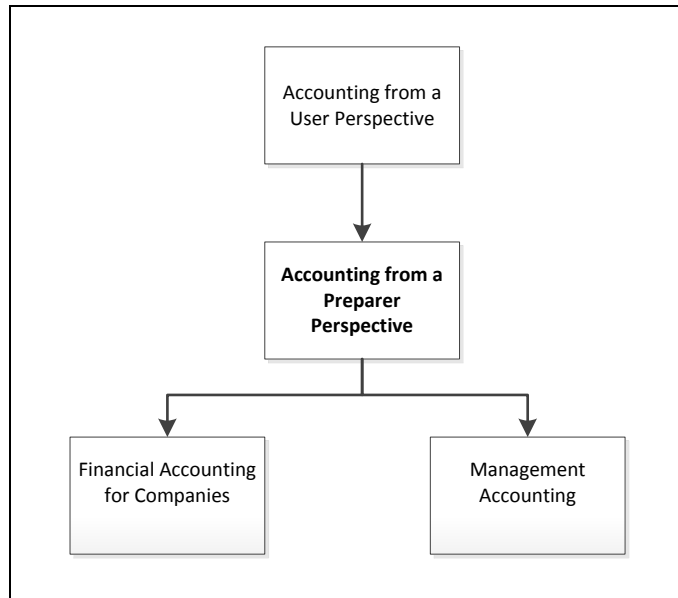 Accounting from a
User Perspective
Accounting from a
Preparer
Perspective
Financial Accounting
for Companies
Management
Accounting